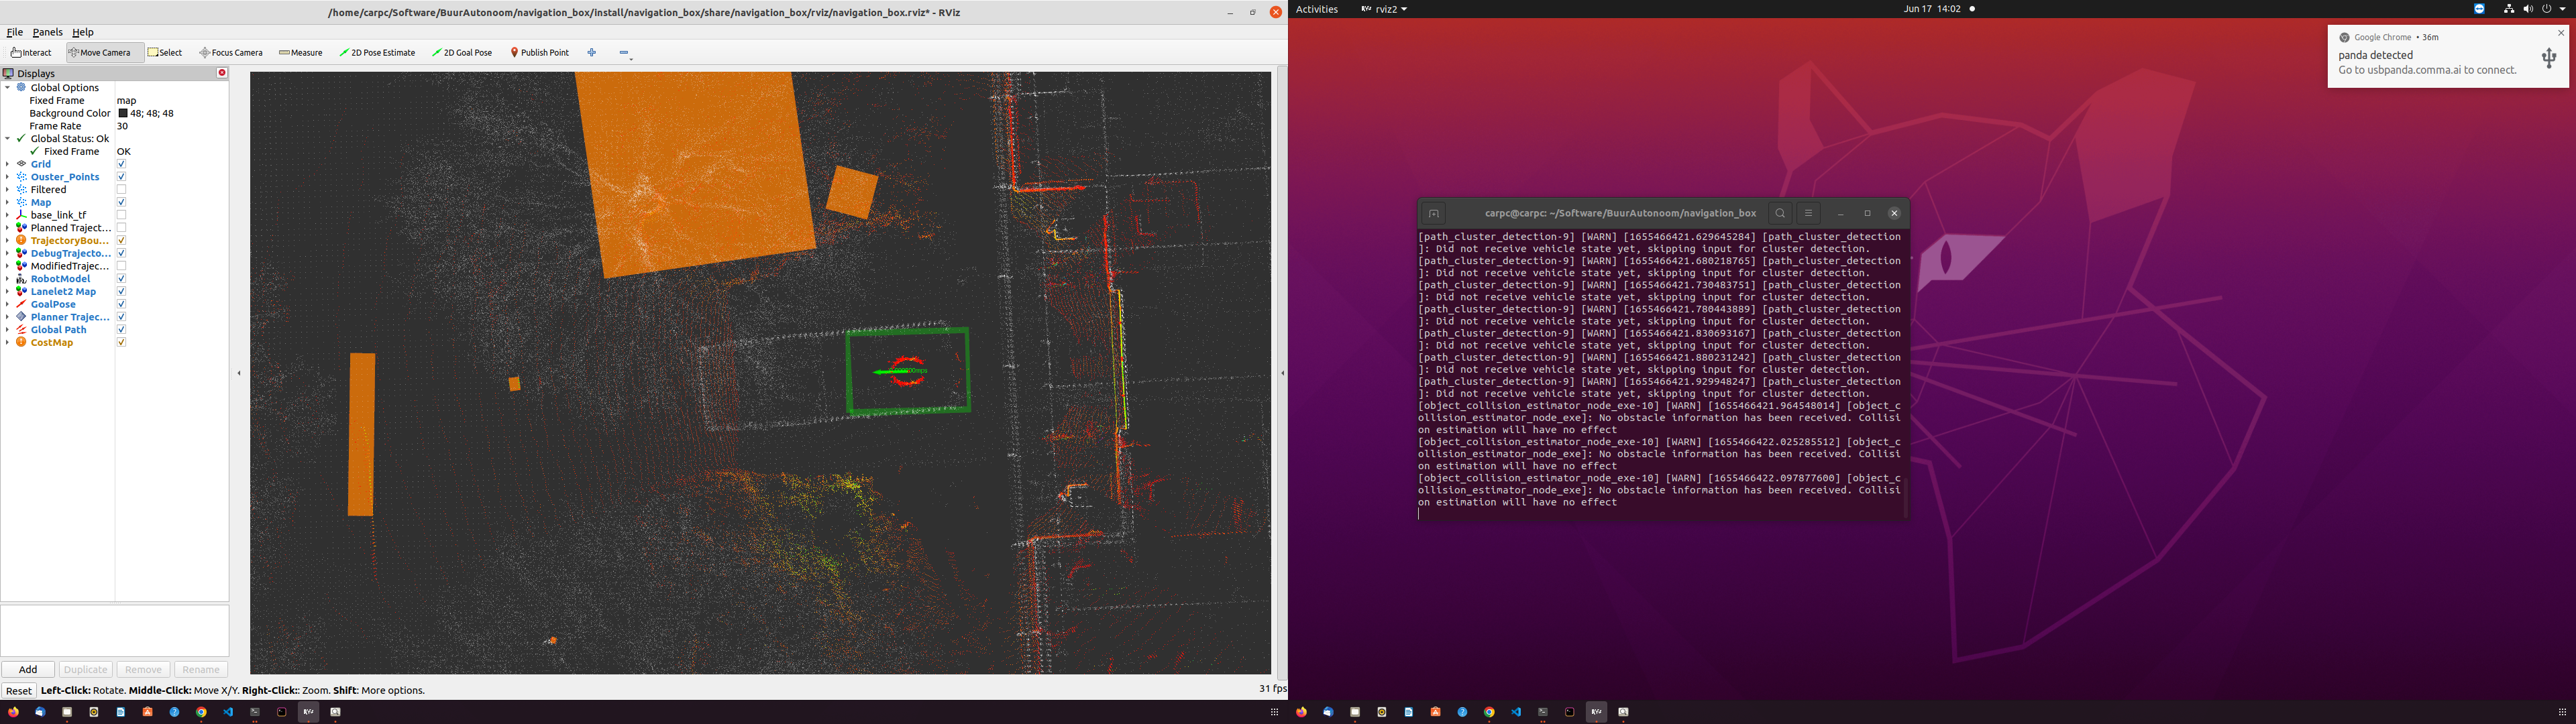 /home/carpc/Software/BuurAutonoom/navigation_box/install/navigation_box/share/navigation_box/rviz/navigation_box.rviz* - RViz
File Panels Help
Interact Move Camera Select Focus Camera Measure 2D Pose Estimate 2D Goal Pose Publish Point
Displays
Global Options
Fixed Frame map
Background Color 48; 48; 48
Frame Rate 30
Global Status: Ok
Fixed Frame OK
Grid
Ouster_Points
Filtered
Map
base_link_tf
Planned Traject...
TrajectoryBou...
DebugTrajecto...
ModifiedTrajec...
RobotModel
Lanelet2 Map
GoalPose
Planner Trajec...
Global Path
CostMap
Add Duplicate Remove Rename
Reset Left-Click: Rotate. Middle-Click: Move X/Y. Right-Click:: Zoom. Shift: More options.
31 fps
Activities rviz2 Jun 17 14:02
Google Chrome • 36m
panda detected
Go to usbpanda.comma.ai to connect.
carpc@carpc: ~/Software/BuurAutonoom/navigation_box
[path_cluster_detection-9] [WARN] [1655466421.629645284] [path_cluster_detection
]: Did not receive vehicle state yet, skipping input for cluster detection.
[path_cluster_detection-9] [WARN] [1655466421.680218765] [path_cluster_detection
]: Did not receive vehicle state yet, skipping input for cluster detection.
[path_cluster_detection-9] [WARN] [1655466421.730483751] [path_cluster_detection
]: Did not receive vehicle state yet, skipping input for cluster detection.
[path_cluster_detection-9] [WARN] [1655466421.780443889] [path_cluster_detection
]: Did not receive vehicle state yet, skipping input for cluster detection.
[path_cluster_detection-9] [WARN] [1655466421.830693167] [path_cluster_detection
]: Did not receive vehicle state yet, skipping input for cluster detection.
[path_cluster_detection-9] [WARN] [1655466421.880231242] [path_cluster_detection
]: Did not receive vehicle state yet, skipping input for cluster detection.
[path_cluster_detection-9] [WARN] [1655466421.929948247] [path_cluster_detection
]: Did not receive vehicle state yet, skipping input for cluster detection.
[object_collision_estimator_node_exe-10] [WARN] [1655466421.964548014] [object_c
ollision_estimator_node_exe]: No obstacle information has been received. Collisi
on estimation will have no effect
[object_collision_estimator_node_exe-10] [WARN] [1655466422.025285512] [object_c
ollision_estimator_node_exe]: No obstacle information has been received. Collisi
on estimation will have no effect
[object_collision_estimator_node_exe-10] [WARN] [1655466422.097877600] [object_c
ollision_estimator_node_exe]: No obstacle information has been received. Collisi
on estimation will have no effect